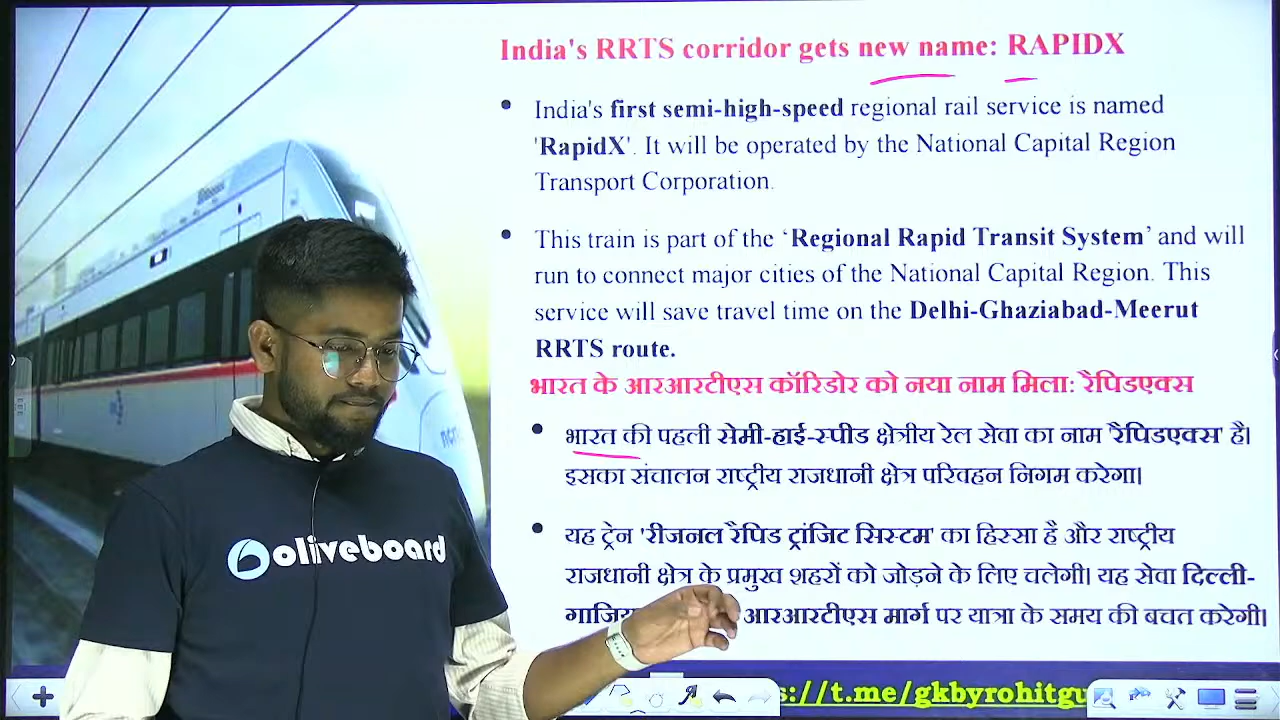 India's RRTS corridor gets new name: RAPIDX
• India's first semi-high-speed regional rail service is named
'RapidX'. It will be operated by the National Capital Region
Transport Corporation.
• This train is part of the 'Regional Rapid Transit System' and will
run to connect major cities of the National Capital Region. This
service will save travel time on the Delhi-Ghaziabad-Meerut
RRTS route.
भारत के आरआरटीएस कॉरिडोर को नया नाम मिला: रैपिडएक्स
• भारत की पहली सेमी-हाई-स्पीड क्षेत्रीय रेल सेवा का नाम 'रैपिडएक्स' है।
इसका संचालन राष्ट्रीय राजधानी क्षेत्र परिवहन निगम करेगा।
• यह ट्रेन 'रीजनल रैपिड ट्रांजिट सिस्टम' का हिस्सा है और राष्ट्रीय
राजधानी क्षेत्र के प्रमुख शहरों को जोड़ने के लिए चलेगी। यह सेवा दिल्ली-
आरआरटीएस मार्ग पर यात्रा के समय की बचत करेगी।
oliveboard
s://t.me/gkbyrohitgu